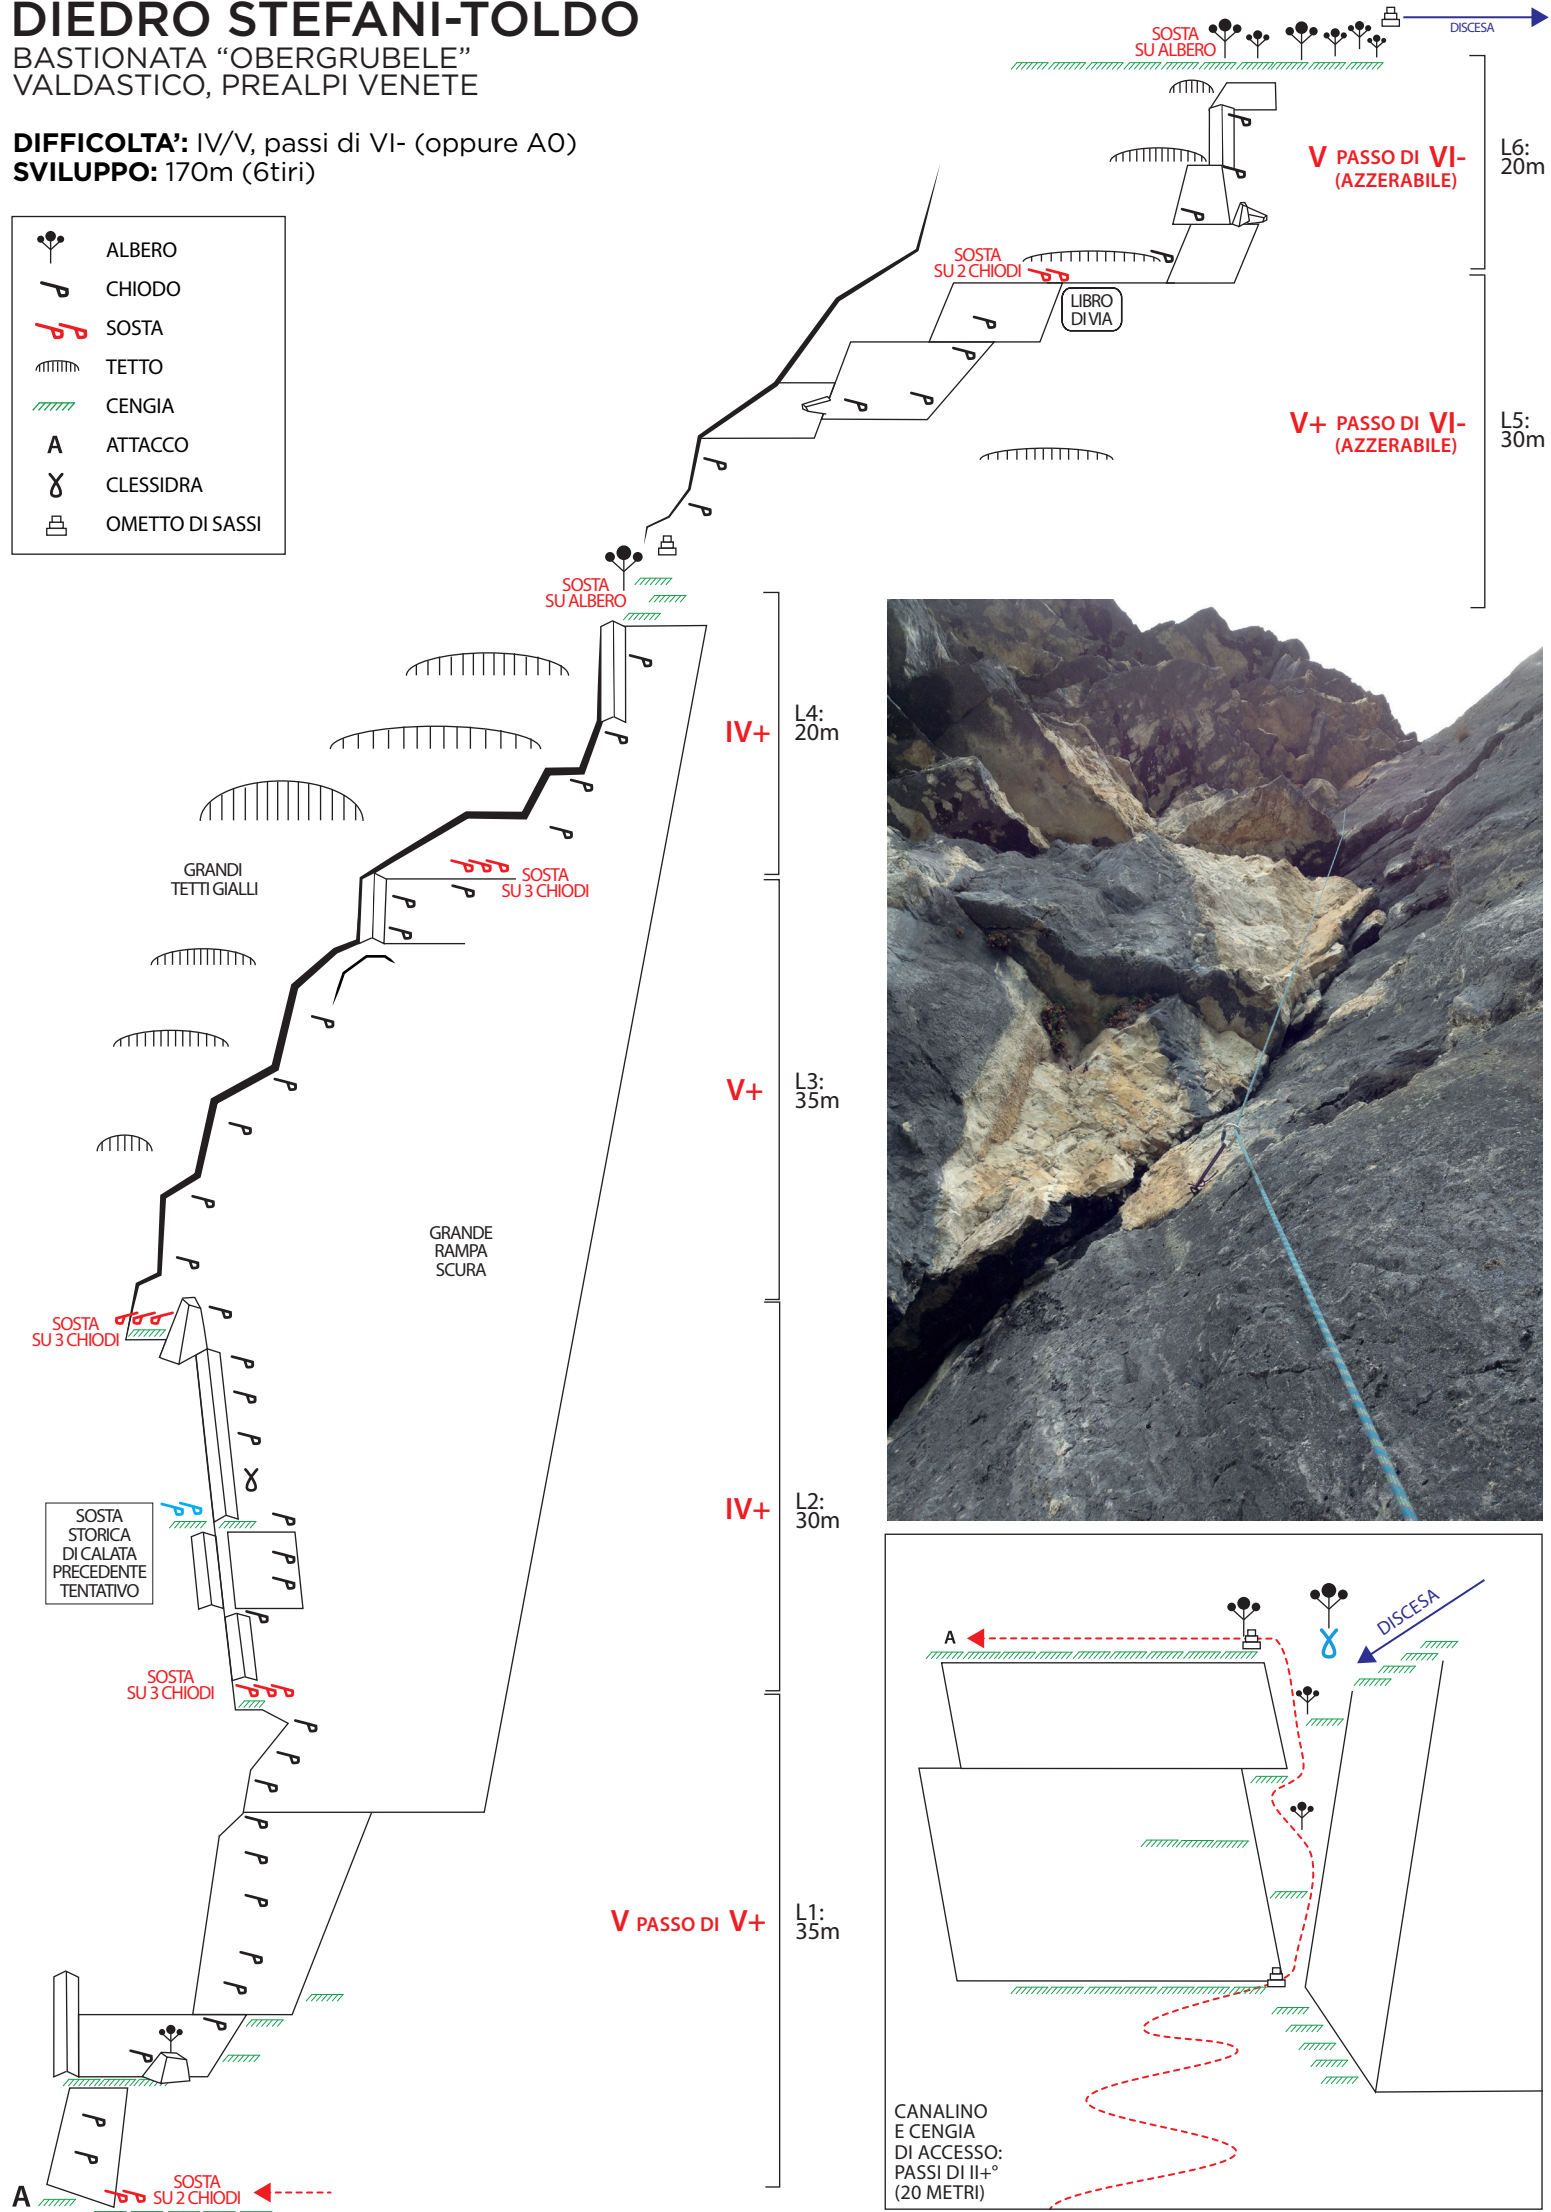 DIEDRO STEFANI-TOLDO
BASTIONATA “OBERGRUBELE”
VALDASTICO, PREALPI VENETE
DIFFICOLTA’: IV/V, passi di VI- (oppure A0)
SVILUPPO: 170m (6tiri)
ALBERO
CHIODO
SOSTA
TETTO
CENGIA
A ATTACCO
CLESSIDRA
OMETTO DI SASSI
SOSTA
SU ALBERO
DISCESA
V PASSO DI VI-
(AZZERABILE)
L6:
20m
SOSTA
SU 2 CHIODI
LIBRO
DI VIA
V+ PASSO DI VI-
(AZZERABILE)
L5:
30m
SOSTA
SU ALBERO
IV+
L4:
20m
GRANDI
TETTI GIALLI
SOSTA
SU 3 CHIODI
V+
L3:
35m
GRANDE
RAMPA
SCURA
SOSTA
SU 3 CHIODI
SOSTA
STORICA
DI CALATA
PRECEDENTE
TENTATIVO
IV+
L2:
30m
SOSTA
SU 3 CHIODI
V PASSO DI V+
L1:
35m
A
SOSTA
SU 2 CHIODI
A
DISCESA
CANALINO
E CENGIA
DI ACCESSO:
PASSI DI II+°
(20 METRI)